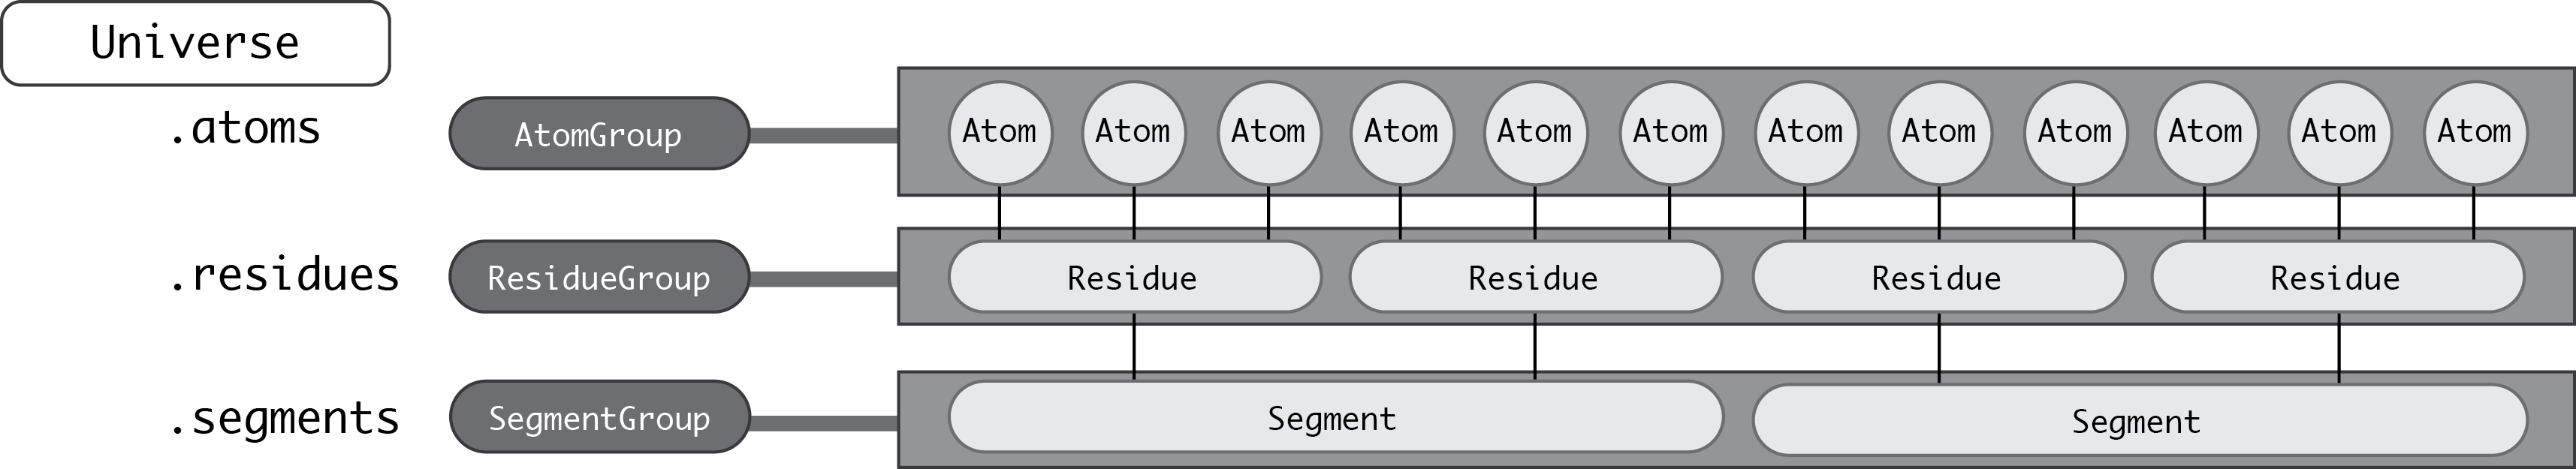 Universe
.atoms
AtomGroup
Atom Atom Atom Atom Atom Atom Atom Atom Atom Atom Atom Atom
.residues
ResidueGroup
Residue Residue Residue Residue
.segments
SegmentGroup
Segment Segment